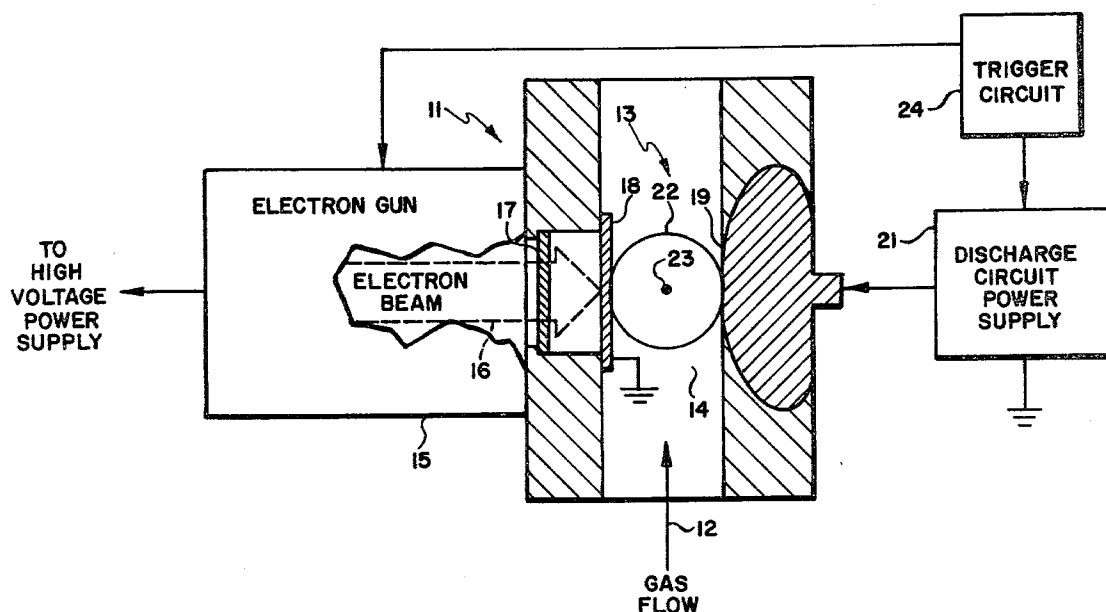 TRIGGER
CIRCUIT
24
11
13
18
22
19
ELECTRON GUN
17
21
TO
HIGH
VOLTAGE
POWER
SUPPLY
ELECTRON
BEAM
23
DISCHARGE
CIRCUIT
POWER
SUPPLY
16
14
15
12
GAS
FLOW